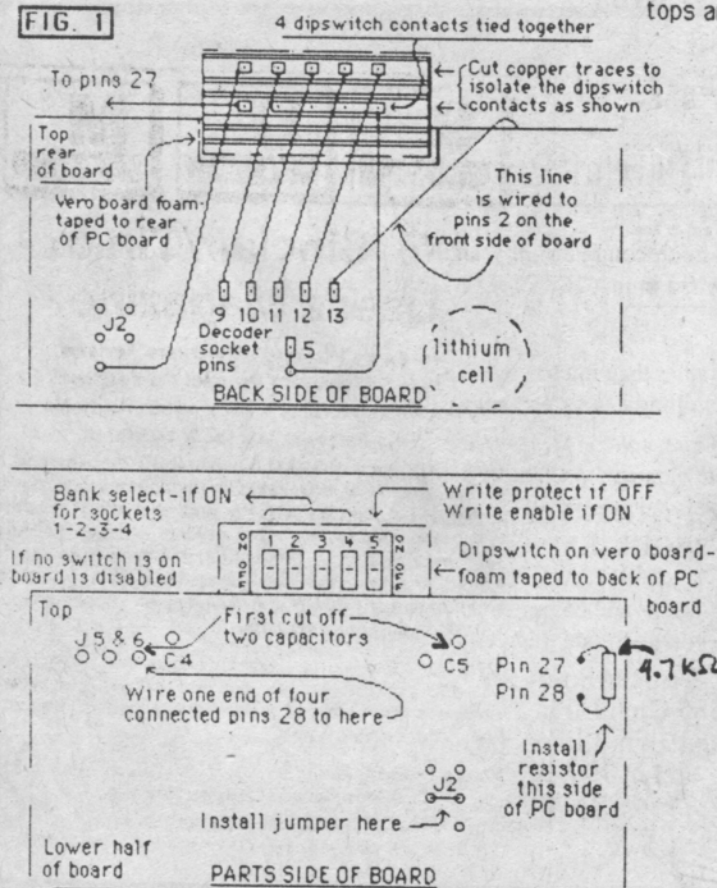 tops a
FIG. 1
4 dipswitch contacts tied together
To pins 27
Cut copper traces to
isolate the dipswitch
contacts as shown
Top
rear
of board
Vero board foam-
taped to rear
of PC board
This line
is wired to
pins 2 on the
front side of board
J2
9 10 11 12 13
Decoder
socket
pins
5
lithium
cell
BACK SIDE OF BOARD
Bank select-if ON
for sockets
1-2-3-4
Write protect if OFF
Write enable if ON
If no switch is on
board is disabled
ON
1 2 3 4 5
ON
OFF
OFF
Dipswitch on vero board-
foam taped to back of PC
board
Top
First cut off
two capacitors
J5 & 6
C4
C5
Pin 27
Pin 28
4.7kΩ
Wire one end of four
connected pins 28 to here
Install
resistor
this side
of PC board
J2
Install jumper here
Lower half
of board
PARTS SIDE OF BOARD